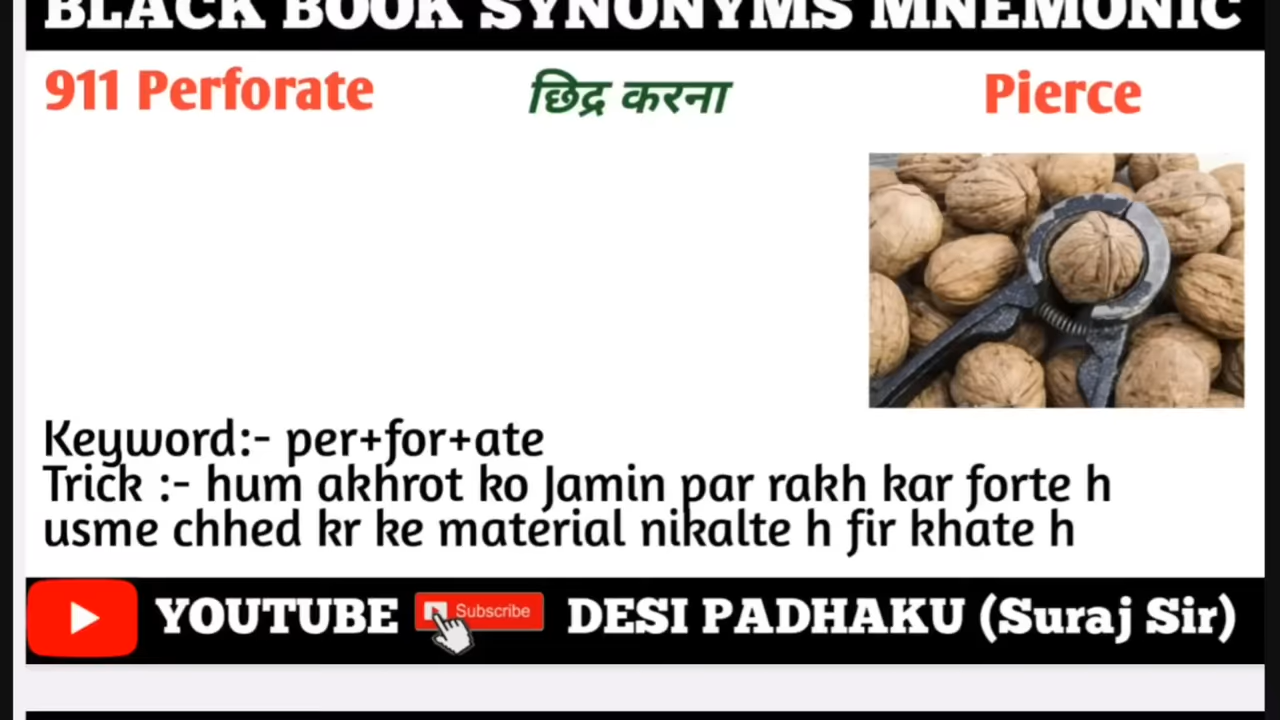 BLACK BOOK SYNONYMS MNEMONIC
911 Perforate छिद्र करना Pierce
Keyword:- per+for+ate
Trick :- hum akhrot ko Jamin par rakh kar forte h
usme chhed kr ke material nikalte h fir khate h
YOUTUBE Subscribe DESI PADHAKU (Suraj Sir)